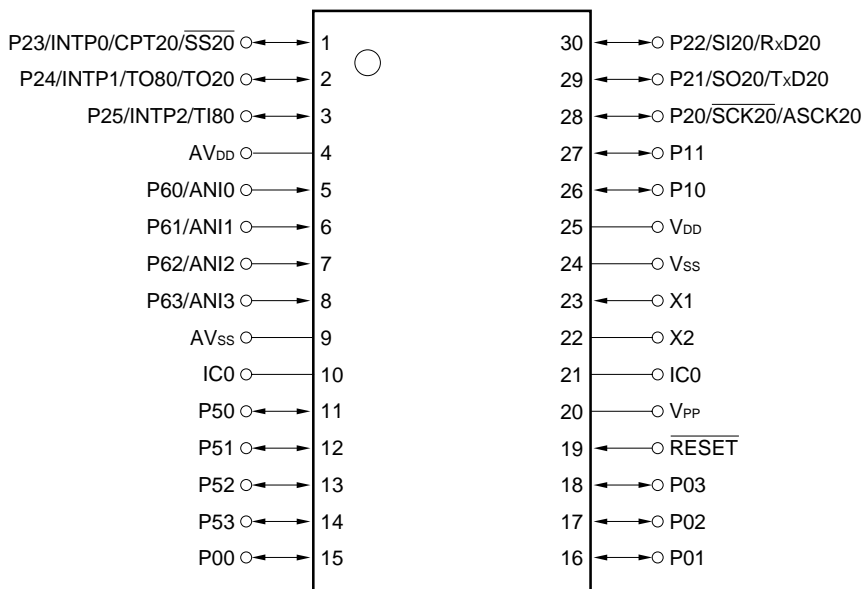 P23/INTP0/CPT20/SS20 1 30 P22/SI20/RxD20
P24/INTP1/TO80/TO20 2 29 P21/SO20/TxD20
P25/INTP2/TI80 3 28 P20/SCK20/ASCK20
AVDD 4 27 P11
P60/ANI0 5 26 P10
P61/ANI1 6 25 VDD
P62/ANI2 7 24 VSS
P63/ANI3 8 23 X1
AVSS 9 22 X2
IC0 10 21 IC0
P50 11 20 VPP
P51 12 19 RESET
P52 13 18 P03
P53 14 17 P02
P00 15 16 P01